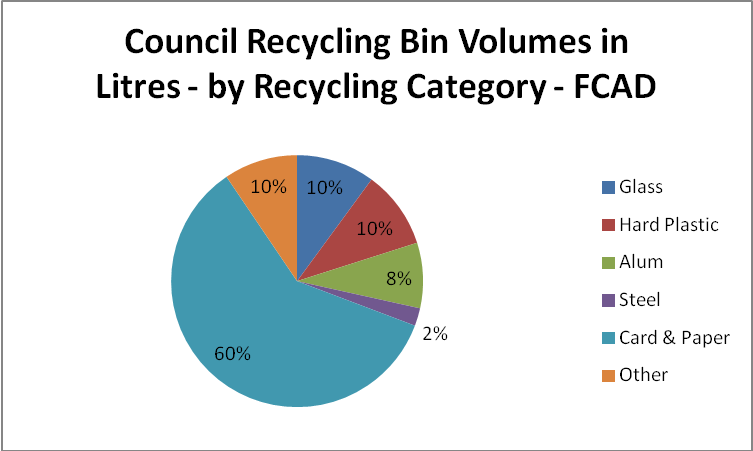 Council Recycling Bin Volumes in
Litres - by Recycling Category - FCAD
10%
10%
10%
8%
2%
60%
Glass
Hard Plastic
Alum
Steel
Card & Paper
Other